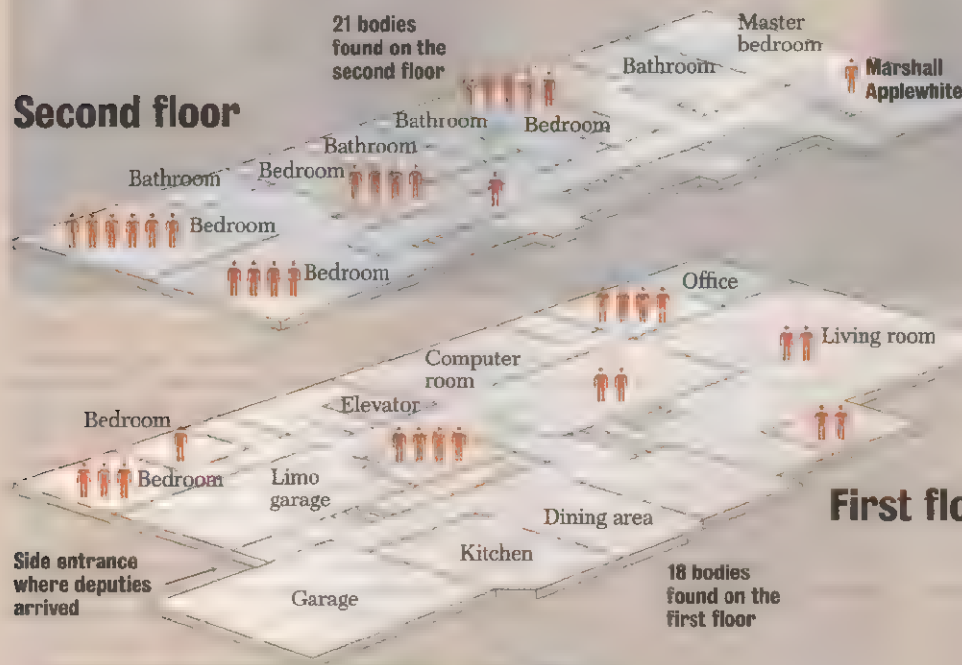 21 bodies
found on the
second floor
Master
bedroom
Bathroom
Marshall
Applewhite
Second floor
Bathroom
Bedroom
Bathroom
Bedroom
Bathroom
Bedroom
Bedroom
Office
Living room
Computer
room
Elevator
Bedroom
Bedroom
Limo
garage
Dining area
First flo
Kitchen
Side entrance
where deputies
arrived
Garage
18 bodies
found on the
first floor